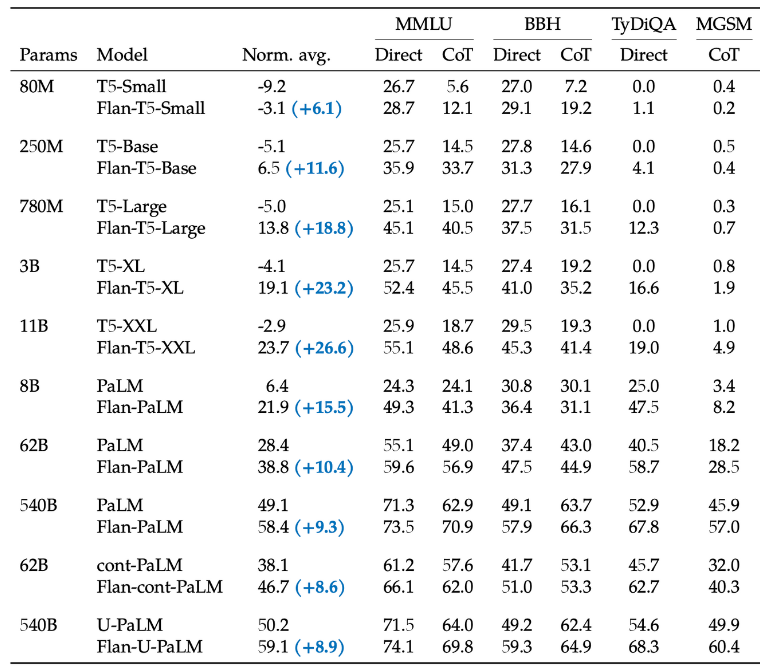 MMLU BBH TyDiQA MGSM
Params Model Norm. avg. Direct CoT Direct CoT Direct CoT
80M T5-Small -9.2 26.7 5.6 27.0 7.2 0.0 0.4
Flan-T5-Small -3.1 (+6.1) 28.7 12.1 29.1 19.2 1.1 0.2
250M T5-Base -5.1 25.7 14.5 27.8 14.6 0.0 0.5
Flan-T5-Base 6.5 (+11.6) 35.9 33.7 31.3 27.9 4.1 0.4
780M T5-Large -5.0 25.1 15.0 27.7 16.1 0.0 0.3
Flan-T5-Large 13.8 (+18.8) 45.1 40.5 37.5 31.5 12.3 0.7
3B T5-XL -4.1 25.7 14.5 27.4 19.2 0.0 0.8
Flan-T5-XL 19.1 (+23.2) 52.4 45.5 41.0 35.2 16.6 1.9
11B T5-XXL -2.9 25.9 18.7 29.5 19.3 0.0 1.0
Flan-T5-XXL 23.7 (+26.6) 55.1 48.6 45.3 41.4 19.0 4.9
8B PaLM 6.4 24.3 24.1 30.8 30.1 25.0 3.4
Flan-PaLM 21.9 (+15.5) 49.3 41.3 36.4 31.1 47.5 8.2
62B PaLM 28.4 55.1 49.0 37.4 43.0 40.5 18.2
Flan-PaLM 38.8 (+10.4) 59.6 56.9 47.5 44.9 58.7 28.5
540B PaLM 49.1 71.3 62.9 49.1 63.7 52.9 45.9
Flan-PaLM 58.4 (+9.3) 73.5 70.9 57.9 66.3 67.8 57.0
62B cont-PaLM 38.1 61.2 57.6 41.7 53.1 45.7 32.0
Flan-cont-PaLM 46.7 (+8.6) 66.1 62.0 51.0 53.3 62.7 40.3
540B U-PaLM 50.2 71.5 64.0 49.2 62.4 54.6 49.9
Flan-U-PaLM 59.1 (+8.9) 74.1 69.8 59.3 64.9 68.3 60.4